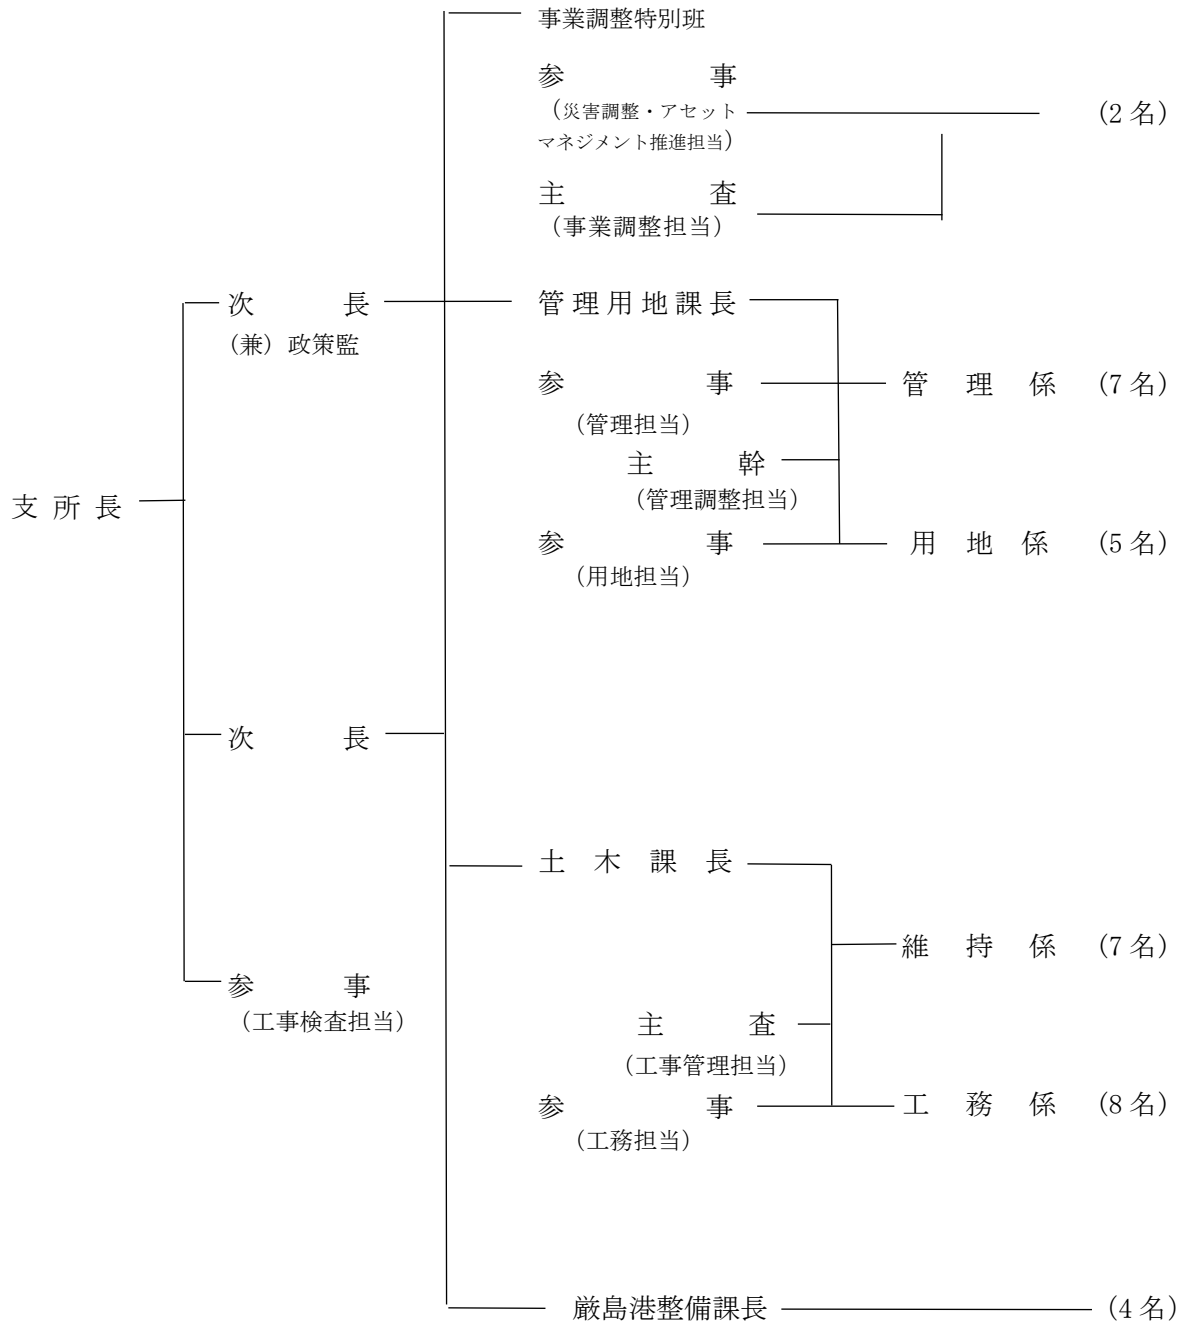 事業調整特別班
参事
（災害調整・アセット
マネジメント推進担当）
(2 名)
主査
（事業調整担当）
次長
（兼）政策監
管理用地課長
参事
管理係
(7 名)
（管理担当）
主幹
（管理調整担当）
支所長
参事
用地係
(5 名)
（用地担当）
次長
土木課長
維持係
(7 名)
参事
（工事検査担当）
主査
（工事管理担当）
参事
工務係
(8 名)
（工務担当）
厳島港整備課長
(4 名)